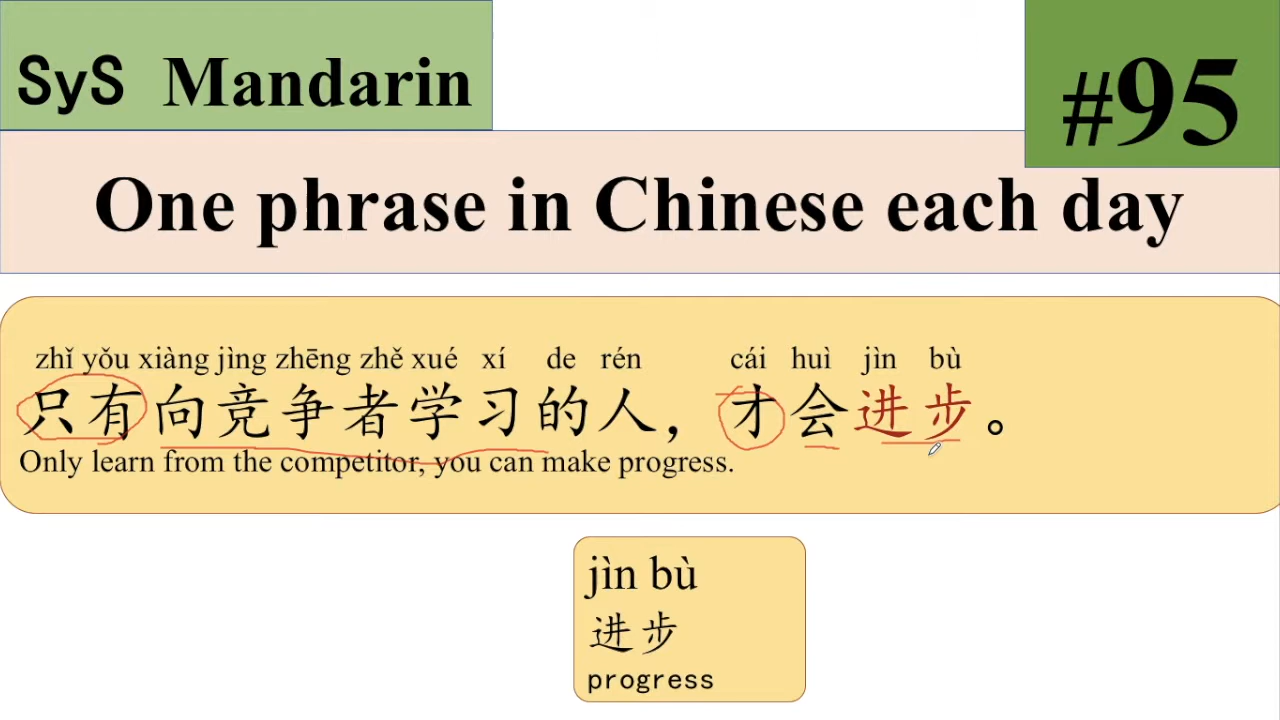 SyS Mandarin
#95
One phrase in Chinese each day
zhǐ yǒu xiàng jìng zhēng zhě xué xí de rén cái huì jìn bù
只有向竞争者学习的人，才会进步。
Only learn from the competitor, you can make progress.
jìn bù
进步
progress